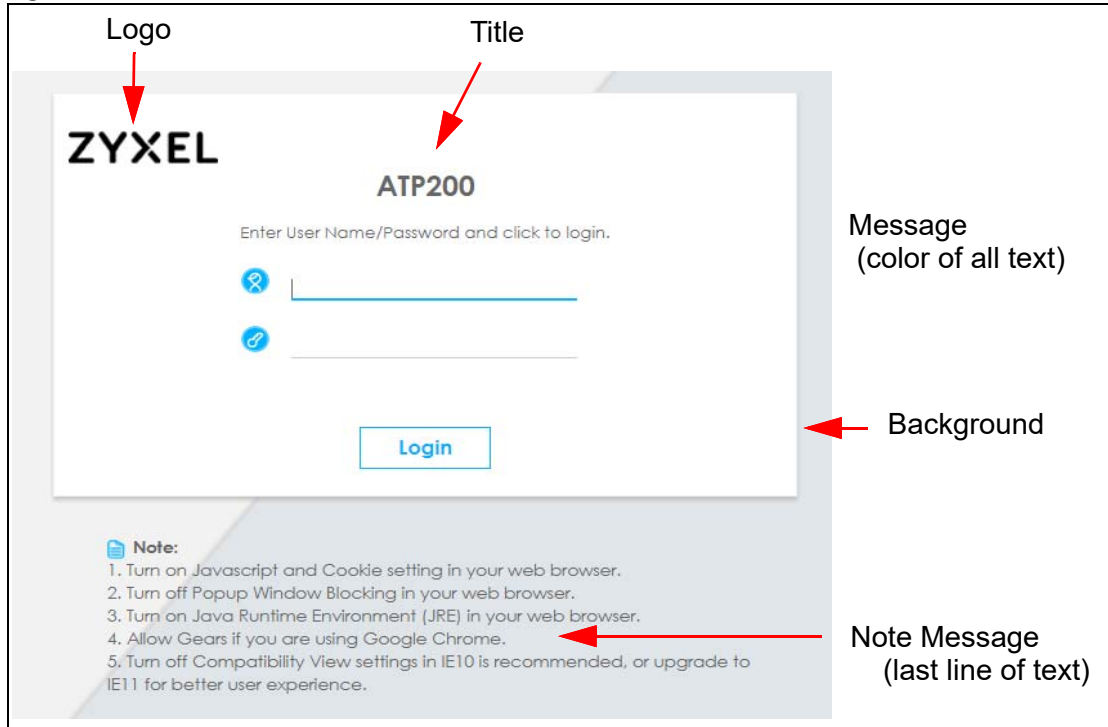 Logo
Title
ZYXEL
ATP200
Enter User Name/Password and click to login.
Message
(color of all text)
Login
Background
Note:
1. Turn on Javascript and Cookie setting in your web browser.
2. Turn off Popup Window Blocking in your web browser.
3. Turn on Java Runtime Environment (JRE) in your web browser.
4. Allow Gears if you are using Google Chrome.
5. Turn off Compatibility View settings in IE10 is recommended, or upgrade to
IE11 for better user experience.
Note Message
(last line of text)